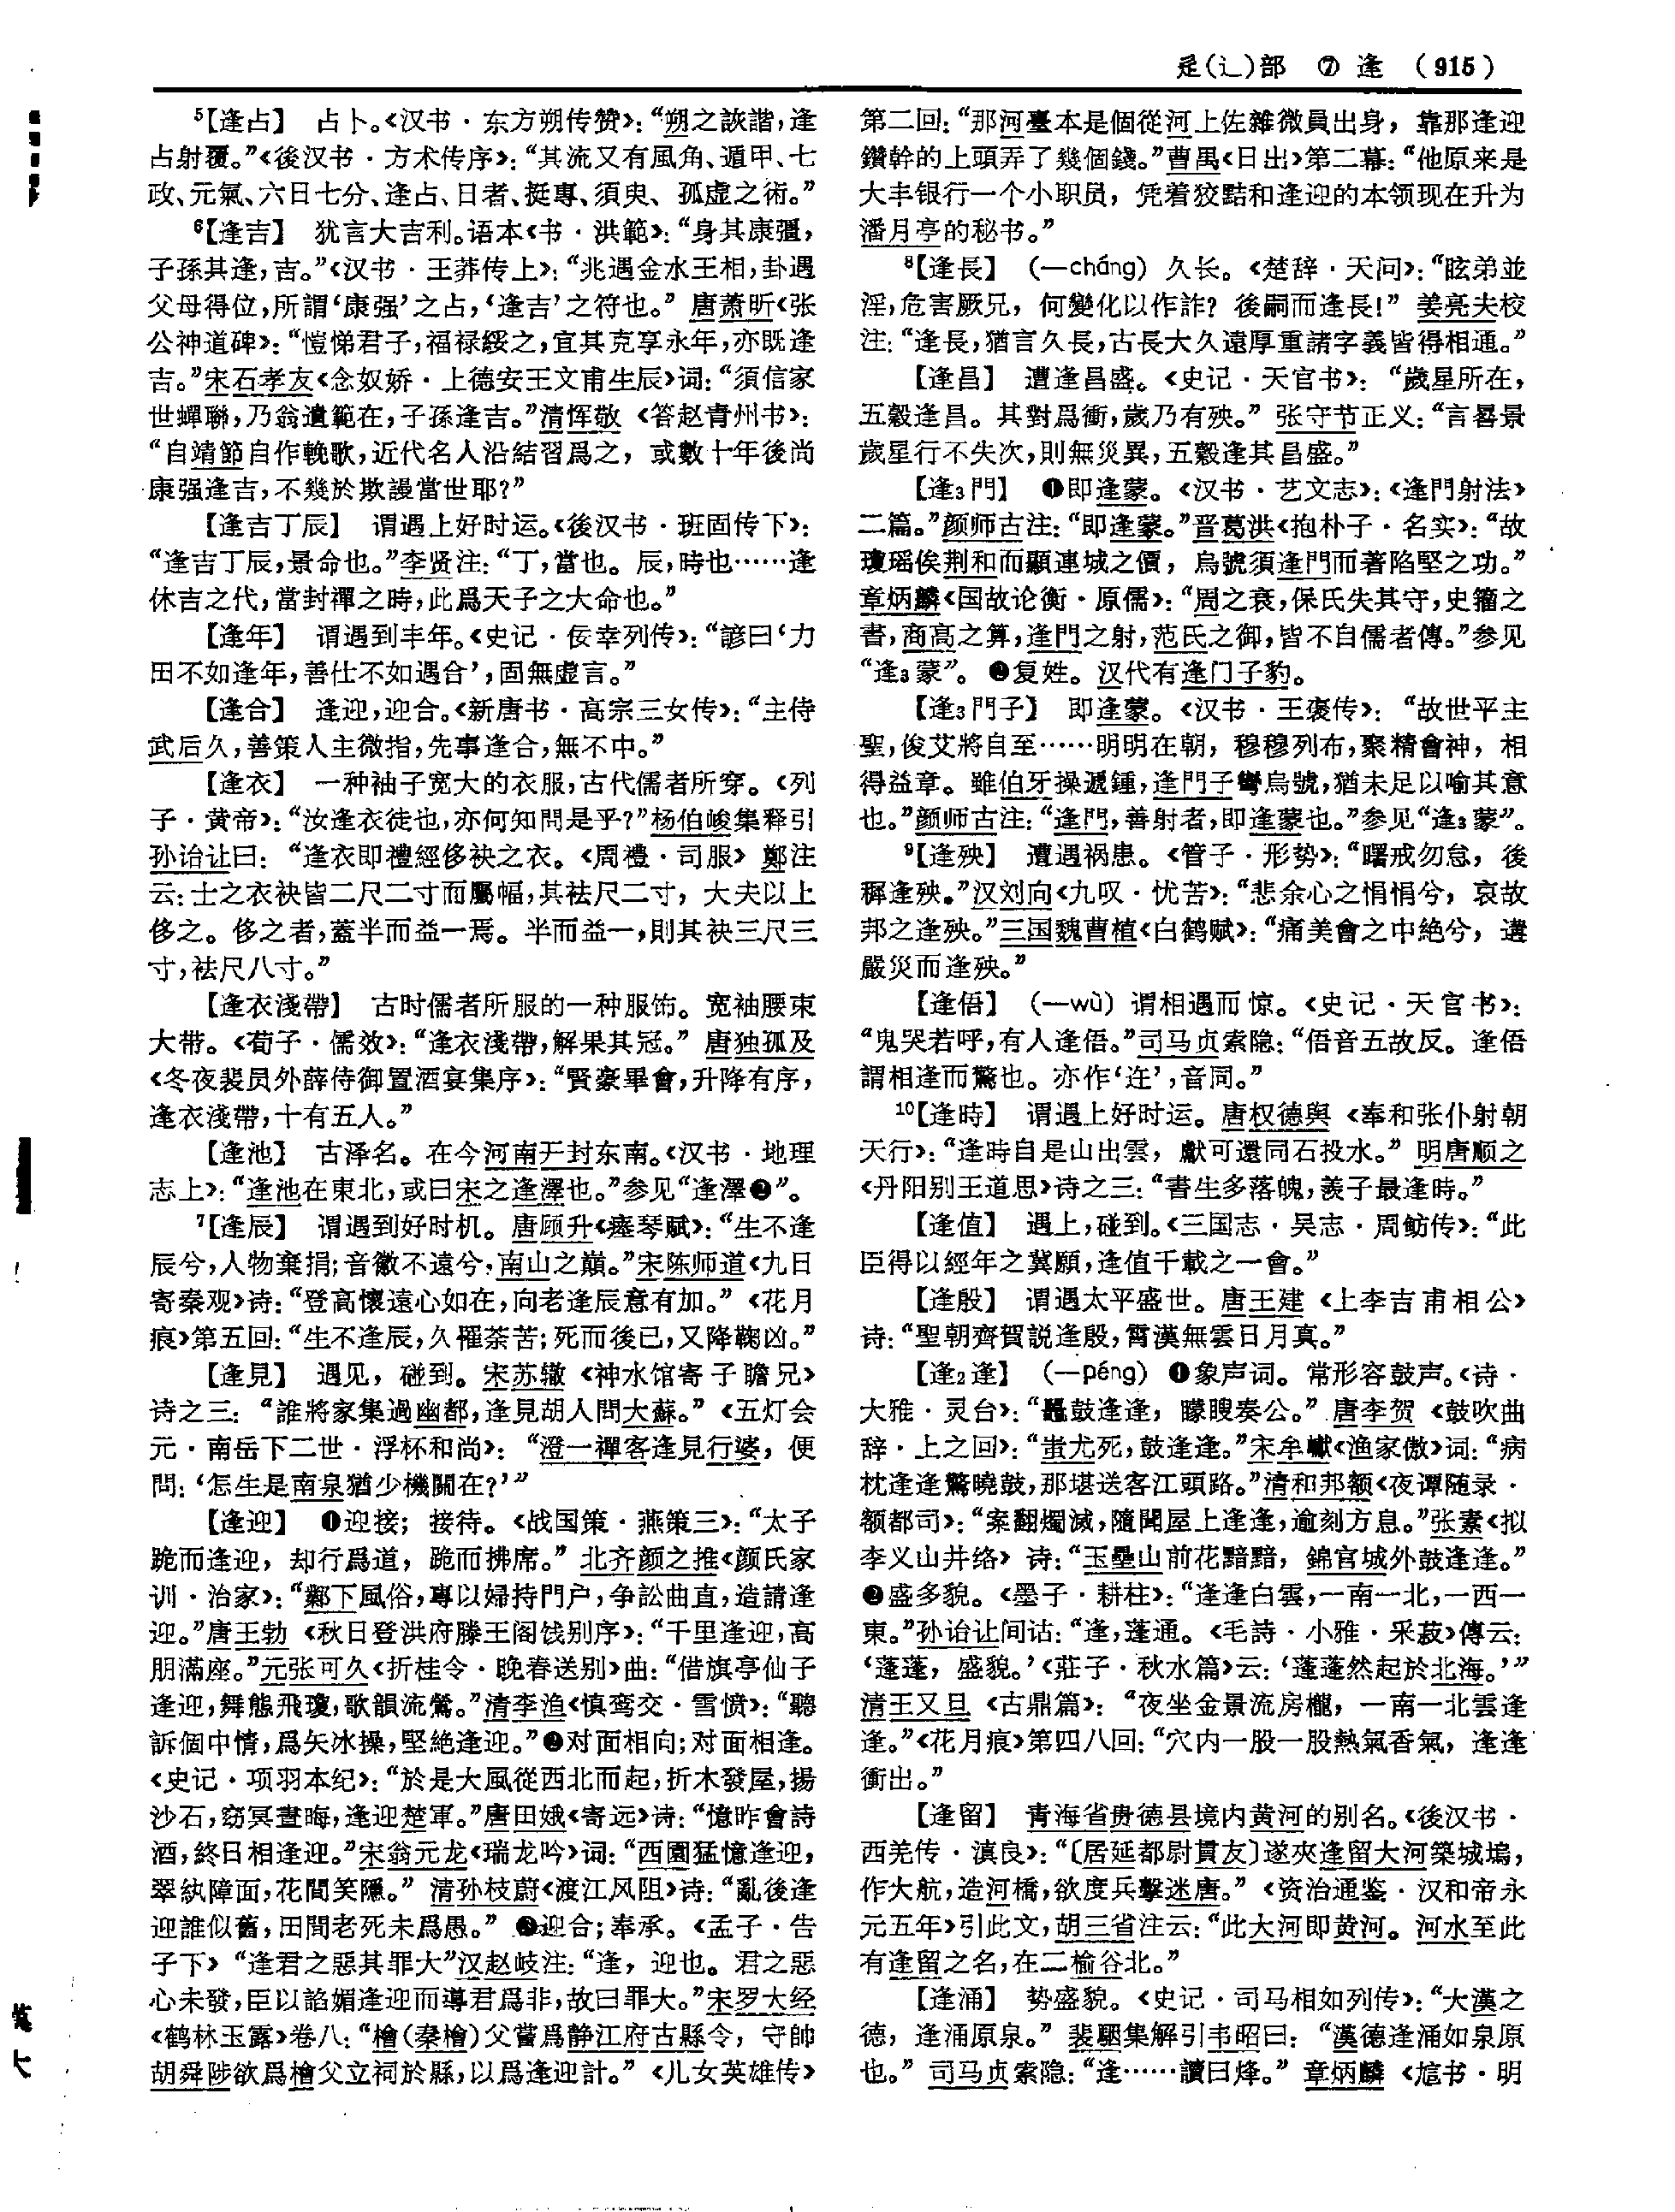 辵(辶)部　⑦　逢　(915)
⁵【逢占】　占卜。《汉书·东方朔传赞》：“朔之詼諧，逢
占射覆。”《後汉书·方术传序》：“其流又有風角、遁甲、七
政、元氣、六日七分、逢占、日者、挺專、須臾、孤虚之術。”
⁶【逢吉】　犹言大吉利。语本《书·洪範》：“身其康彊，
子孫其逢，吉。”《汉书·王莽传上》：“兆遇金水王相，卦遇
父母得位，所謂‘康强’之占，‘逢吉’之符也。”唐萧昕《张
公神道碑》：“愷悌君子，福禄綏之，宜其克享永年，亦既逢
吉。”宋石孝友《念奴娇·上德安王文甫生辰》词：“須信家
世蟬聯，乃翁遺範在，子孫逢吉。”清恽敬《答赵青州书》：
“自靖節自作輓歌，近代名人沿結習爲之，或數十年後尚
康强逢吉，不幾於欺謾當世耶？”
【逢吉丁辰】　谓遇上好时运。《後汉书·班固传下》：
“逢吉丁辰，景命也。”李贤注：“丁，當也。辰，時也……逢
休吉之代，當封禪之時，此爲天子之大命也。”
【逢年】　谓遇到丰年。《史记·佞幸列传》：“諺曰‘力
田不如逢年，善仕不如遇合’，固無虚言。”
【逢合】　逢迎，迎合。《新唐书·高宗三女传》：“主侍
武后久，善策人主微指，先事逢合，無不中。”
【逢衣】　一种袖子宽大的衣服，古代儒者所穿。《列
子·黄帝》：“汝逢衣徒也，亦何知問是乎？”杨伯峻集释引
孙诒让曰：“逢衣即禮經侈袂之衣。《周禮·司服》鄭注
云：士之衣袂皆二尺二寸而屬幅，其袪尺二寸，大夫以上
侈之。侈之者，蓋半而益一焉。半而益一，則其袂三尺三
寸，袪尺八寸。”
【逢衣淺帶】　古时儒者所服的一种服饰。宽袖腰束
大带。《荀子·儒效》：“逢衣淺帶，解果其冠。”唐独孤及
《冬夜裴员外薛侍御置酒宴集序》：“賢豪畢會，升降有序，
逢衣淺帶，十有五人。”
【逢池】　古泽名。在今河南开封东南。《汉书·地理
志上》：“逢池在東北，或曰宋之逢澤也。”参见“逢澤❷”。
⁷【逢辰】　谓遇到好时机。唐顾升《瘗琴赋》：“生不逢
辰兮，人物棄捐；音徽不遠兮，南山之巔。”宋陈师道《九日
寄秦观》诗：“登高懷遠心如在，向老逢辰意有加。”《花月
痕》第五回：“生不逢辰，久罹荼苦；死而後已，又降鞠凶。”
【逢見】　遇见，碰到。宋苏辙《神水馆寄子瞻兄》
诗之三：“誰將家集過幽都，逢見胡人問大蘇。”《五灯会
元·南岳下二世·浮杯和尚》：“澄一禪客逢見行婆，便
問：‘怎生是南泉猶少機關在？’”
【逢迎】　❶迎接；接待。《战国策·燕策三》：“太子
跪而逢迎，却行爲道，跪而拂席。”北齐颜之推《颜氏家
训·治家》：“鄴下風俗，專以婦持門户，争訟曲直，造請逢
迎。”唐王勃《秋日登洪府滕王阁饯别序》：“千里逢迎，高
朋滿座。”元张可久《折桂令·晚春送别》曲：“借旗亭仙子
逢迎，舞態飛瓊，歌韻流鶯。”清李渔《慎鸾交·雪愤》：“聽
訴個中情，爲矢冰操，堅絶逢迎。”❷对面相向；对面相逢。
《史记·项羽本纪》：“於是大風從西北而起，折木發屋，揚
沙石，窈冥晝晦，逢迎楚軍。”唐田娥《寄远》诗：“憶昨會詩
酒，終日相逢迎。”宋翁元龙《瑞龙吟》词：“西園猛憶逢迎，
翠紈障面，花間笑隱。”清孙枝蔚《渡江风阻》诗：“亂後逢
迎誰似舊，田間老死未爲愚。”❸迎合；奉承。《孟子·告
子下》“逢君之惡其罪大”汉赵岐注：“逢，迎也。君之惡
心未發，臣以諂媚逢迎而導君爲非，故曰罪大。”宋罗大经
《鹤林玉露》卷八：“檜(秦檜)父嘗爲静江府古縣令，守帥
胡舜陟欲爲檜父立祠於縣，以爲逢迎計。”《儿女英雄传》
第二回：“那河臺本是個從河上佐雜微員出身，靠那逢迎
鑽幹的上頭弄了幾個錢。”曹禺《日出》第二幕：“他原来是
大丰银行一个小职员，凭着狡黠和逢迎的本领现在升为
潘月亭的秘书。”
⁸【逢長】　(—cháng)　久长。《楚辞·天问》：“眩弟並
淫，危害厥兄，何變化以作詐？後嗣而逢長！”姜亮夫校
注：“逢長，猶言久長，古長大久遠厚重諸字義皆得相通。”
【逢昌】　遭逢昌盛。《史记·天官书》：“歲星所在，
五穀逢昌。其對爲衝，歲乃有殃。”张守节正义：“言晷景
歲星行不失次，則無災異，五穀逢其昌盛。”
【逢₃門】　❶即逢蒙。《汉书·艺文志》：《逢門射法》
二篇。”颜师古注：“即逢蒙。”晋葛洪《抱朴子·名实》：“故
瓊瑶俟荆和而顯連城之價，烏號須逢門而著陷堅之功。”
章炳麟《国故论衡·原儒》：“周之衰，保氏失其守，史籀之
書，商高之算，逢門之射，范氏之御，皆不自儒者傳。”参见
“逢₃蒙”。❷复姓。汉代有逢门子豹。
【逢₃門子】　即逢蒙。《汉书·王褒传》：“故世平主
聖，俊艾將自至……明明在朝，穆穆列布，聚精會神，相
得益章。雖伯牙操遞鍾，逢門子彎烏號，猶未足以喻其意
也。”颜师古注：“逢門，善射者，即逢蒙也。”参见“逢₃蒙”。
⁹【逢殃】　遭遇祸患。《管子·形势》：“曙戒勿怠，後
穉逢殃。”汉刘向《九叹·忧苦》：“悲余心之悁悁兮，哀故
邦之逢殃。”三国魏曹植《白鹤赋》：“痛美會之中絶兮，遘
嚴災而逢殃。”
【逢俉】　(—wù)　谓相遇而惊。《史记·天官书》：
“鬼哭若呼，有人逢俉。”司马贞索隐：“俉音五故反。逢俉
謂相逢而驚也。亦作‘迕’，音同。”
¹⁰【逢時】　谓遇上好时运。唐权德舆《奉和张仆射朝
天行》：“逢時自是山出雲，獻可還同石投水。”明唐顺之
《丹阳别王道思》诗之三：“書生多落魄，羡子最逢時。”
【逢值】　遇上，碰到。《三国志·吴志·周鲂传》：“此
臣得以經年之冀願，逢值千載之一會。”
【逢殷】　谓遇太平盛世。唐王建《上李吉甫相公》
诗：“聖朝齊賀説逢殷，霄漢無雲日月真。”
【逢₂逢】　(—péng)　❶象声词。常形容鼓声。《诗·
大雅·灵台》：“鼉鼓逢逢，矇瞍奏公。”唐李贺《鼓吹曲
辞·上之回》：“蚩尤死，鼓逢逢。”宋牟巘《渔家傲》词：“病
枕逢逢驚曉鼓，那堪送客江頭路。”清和邦额《夜谭随录·
额都司》：“案翻燭滅，隨聞屋上逢逢，逾刻方息。”张素《拟
李义山井络》诗：“玉壘山前花黯黯，錦官城外鼓逢逢。”
❷盛多貌。《墨子·耕柱》：“逢逢白雲，一南一北，一西一
東。”孙诒让间诂：“逢，蓬通。《毛詩·小雅·采菽》傳云：
‘蓬蓬，盛貌。’《莊子·秋水篇》云：‘蓬蓬然起於北海。’”
清王又旦《古鼎篇》：“夜坐金景流房櫳，一南一北雲逢
逢。”《花月痕》第四八回：“穴内一股一股熱氣香氣，逢逢
衝出。”
【逢留】　青海省贵德县境内黄河的别名。《後汉书·
西羌传·滇良》：“〔居延都尉貫友〕遂夾逢留大河築城塢，
作大航，造河橋，欲度兵擊迷唐。”《资治通鉴·汉和帝永
元五年》引此文，胡三省注云：“此大河即黄河。河水至此
有逢留之名，在二榆谷北。”
【逢涌】　势盛貌。《史记·司马相如列传》：“大漢之
德，逢涌原泉。”裴駰集解引韦昭曰：“漢德逢涌如泉原
也。”司马贞索隐：“逢……讀曰烽。”章炳麟《訄书·明